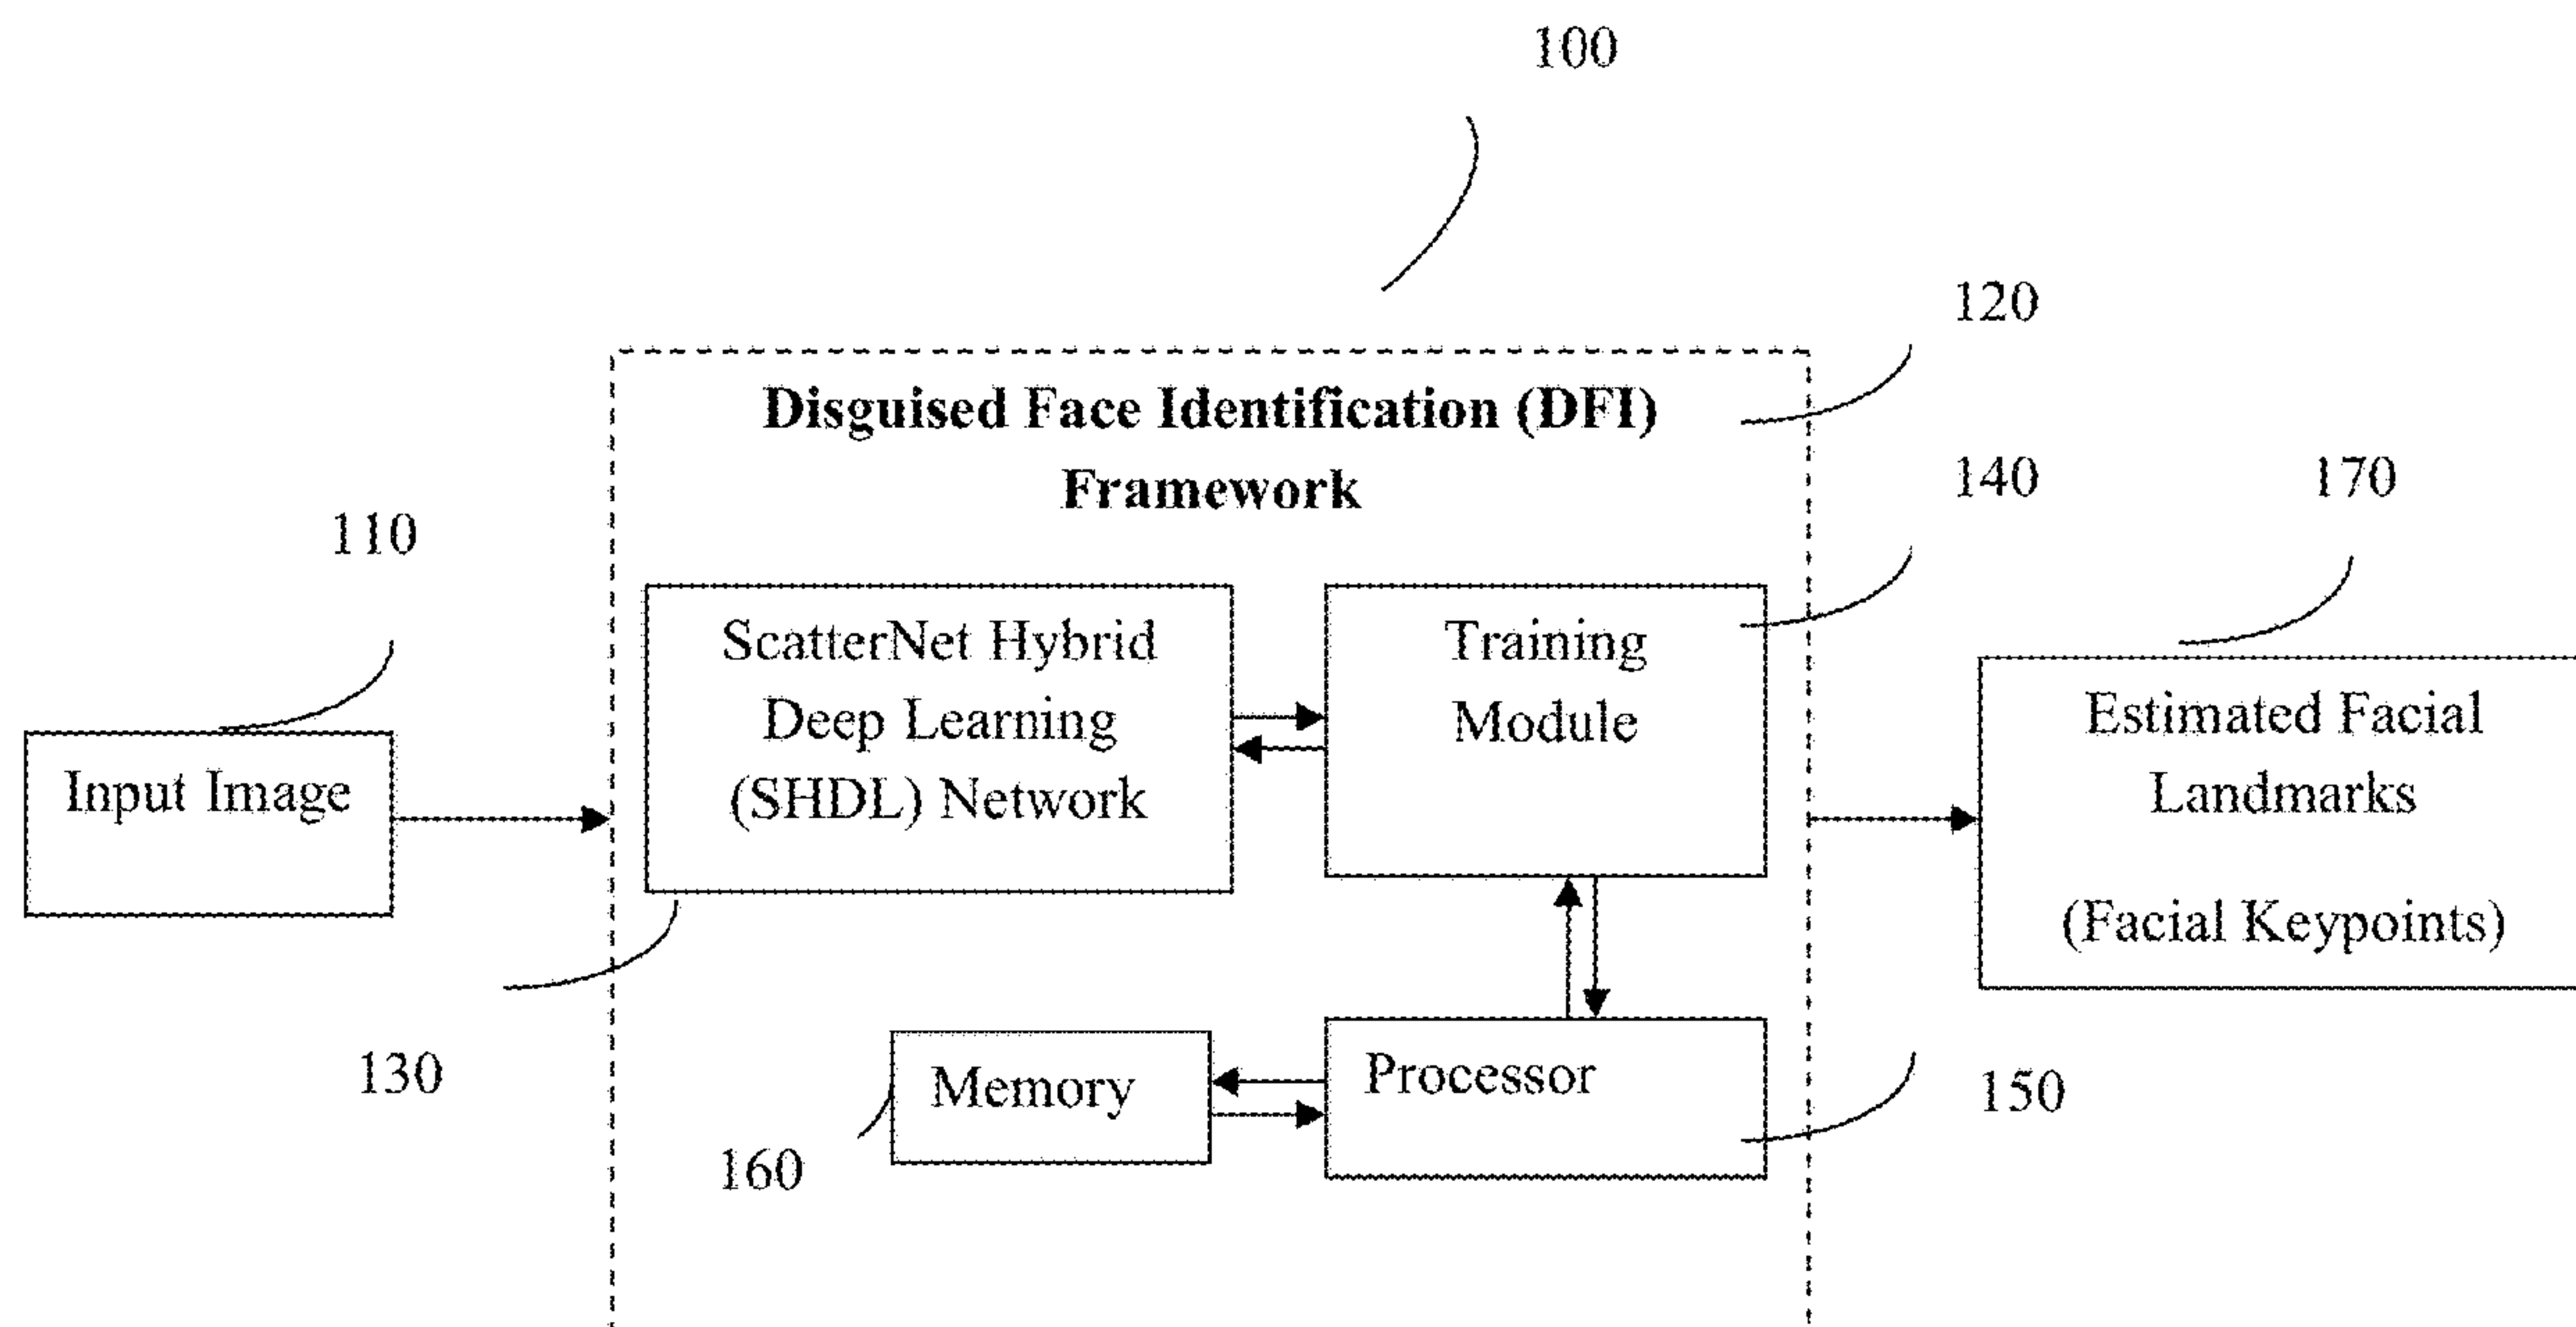 100
120
Disguised Face Identification (DFI)
Framework
140
170
110
Input Image
ScatterNet Hybrid
Deep Learning
(SHDL) Network
Training
Module
Estimated Facial
Landmarks
(Facial Keypoints)
130
Memory
160
Processor
150